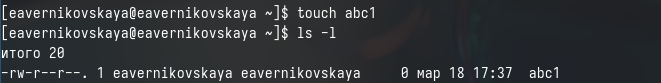 [eavernikovskaya@eavernikovskaya ~]$ touch abc1
[eavernikovskaya@eavernikovskaya ~]$ ls -l
итого 20
-rw-r--r--. 1 eavernikovskaya eavernikovskaya     0 мар 18 17:37  abc1